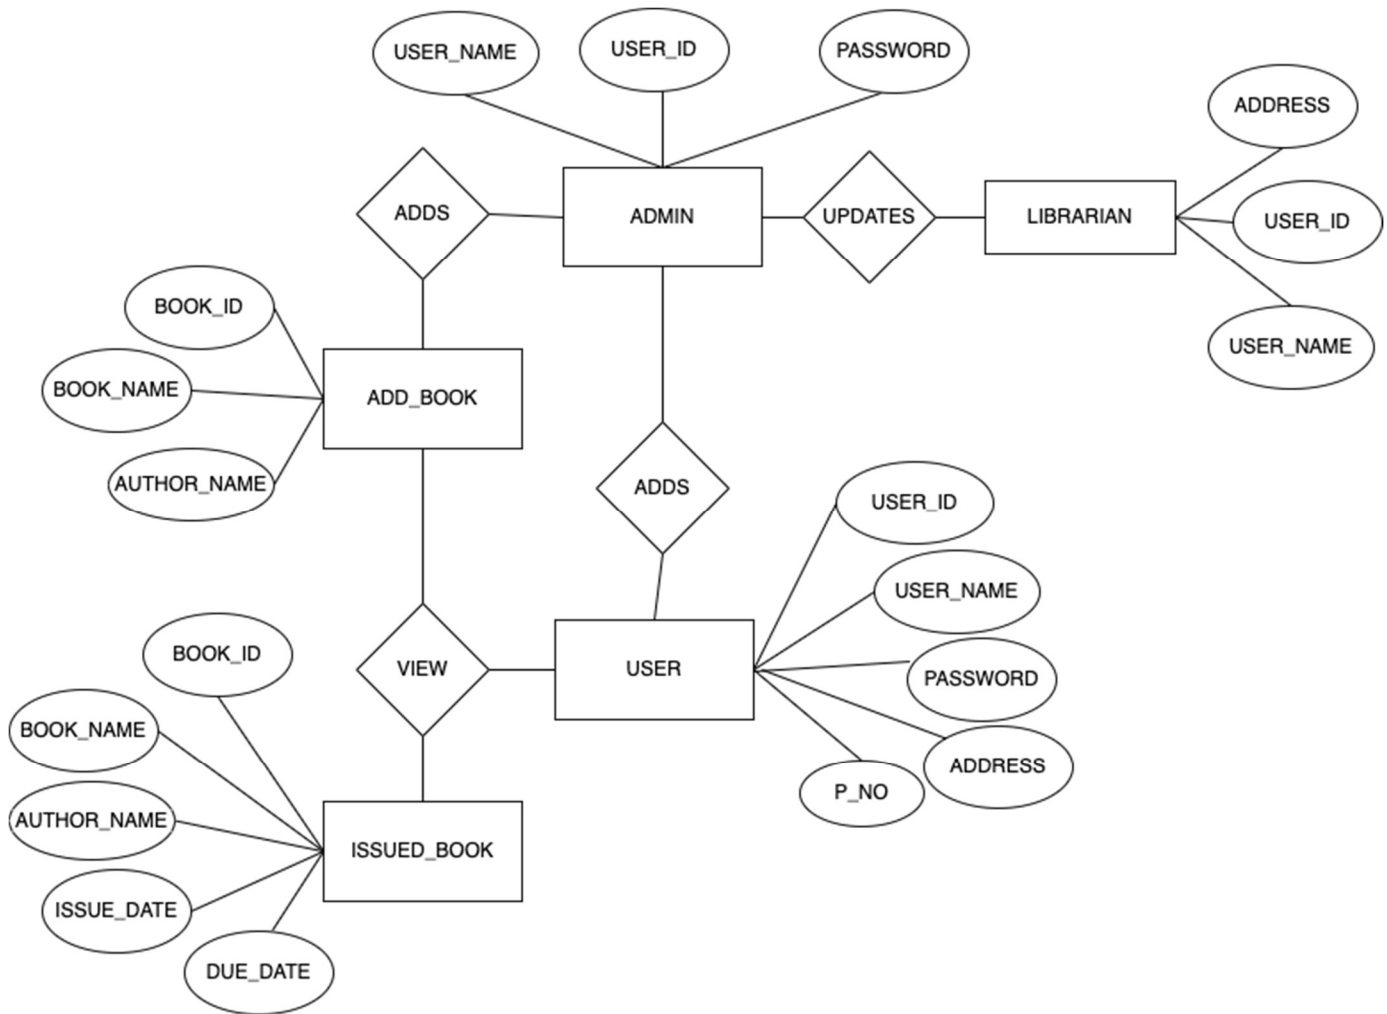 USER_NAME
USER_ID
PASSWORD
ADDRESS
ADDS
ADMIN
UPDATES
LIBRARIAN
USER_ID
BOOK_ID
USER_NAME
BOOK_NAME
ADD_BOOK
AUTHOR_NAME
ADDS
USER_ID
USER_NAME
BOOK_ID
VIEW
USER
PASSWORD
BOOK_NAME
ADDRESS
P_NO
AUTHOR_NAME
ISSUED_BOOK
ISSUE_DATE
DUE_DATE